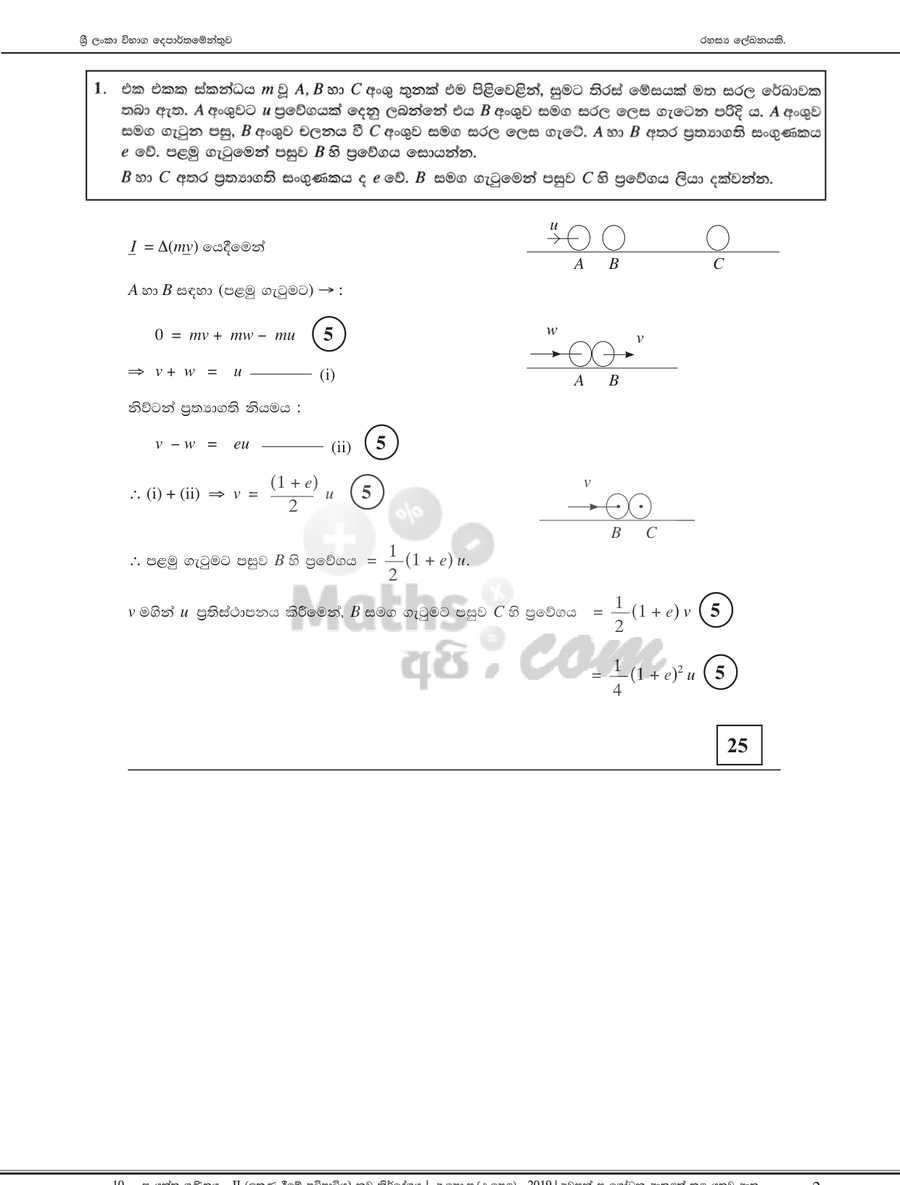 ශ්‍රී ලංකා විභාග දෙපාර්තමේන්තුව
රහස්‍ය ලේඛනයකි.
1. එක එකක ස්කන්ධය m වූ A, B හා C අංශු තුනක් එම පිළිවෙළින්, සුමට තිරස් මේසයක් මත සරල රේඛාවක
තබා ඇත. A අංශුවට u ප්‍රවේගයක් දෙනු ලබන්නේ එය B අංශුව සමග සරල ලෙස ගැටෙන පරිදි ය. A අංශුව
සමග ගැටුන පසු, B අංශුව චලනය වී C අංශුව සමග සරල ලෙස ගැටේ. A හා B අතර ප්‍රත්‍යාගති සංගුණකය
e වේ. පළමු ගැටුමෙන් පසුව B හි ප්‍රවේගය සොයන්න.
B හා C අතර ප්‍රත්‍යාගති සංගුණකය ද e වේ. B සමග ගැටුමෙන් පසුව C හි ප්‍රවේගය ලියා දක්වන්න.
I = Δ(mv) යෙදීමෙන්
u
A B C
A හා B සඳහා (පළමු ගැටුමට) → :
0 = mv + mw − mu 5
w v
A B
⇒ v + w = u (i)
නිව්ටන් ප්‍රත්‍යාගති නියමය :
v − w = eu (ii) 5
∴ (i) + (ii) ⇒ v = (1 + e)/2 u 5
v
B C
∴ පළමු ගැටුමට පසුව B හි ප්‍රවේගය = 1/2 (1 + e) u.
v මගින් u ප්‍රතිස්ථාපනය කිරීමෙන්, B සමග ගැටුමට පසුව C හි ප්‍රවේගය = 1/2 (1 + e) v 5
= 1/4 (1 + e)² u 5
Maths
අපි . com
25